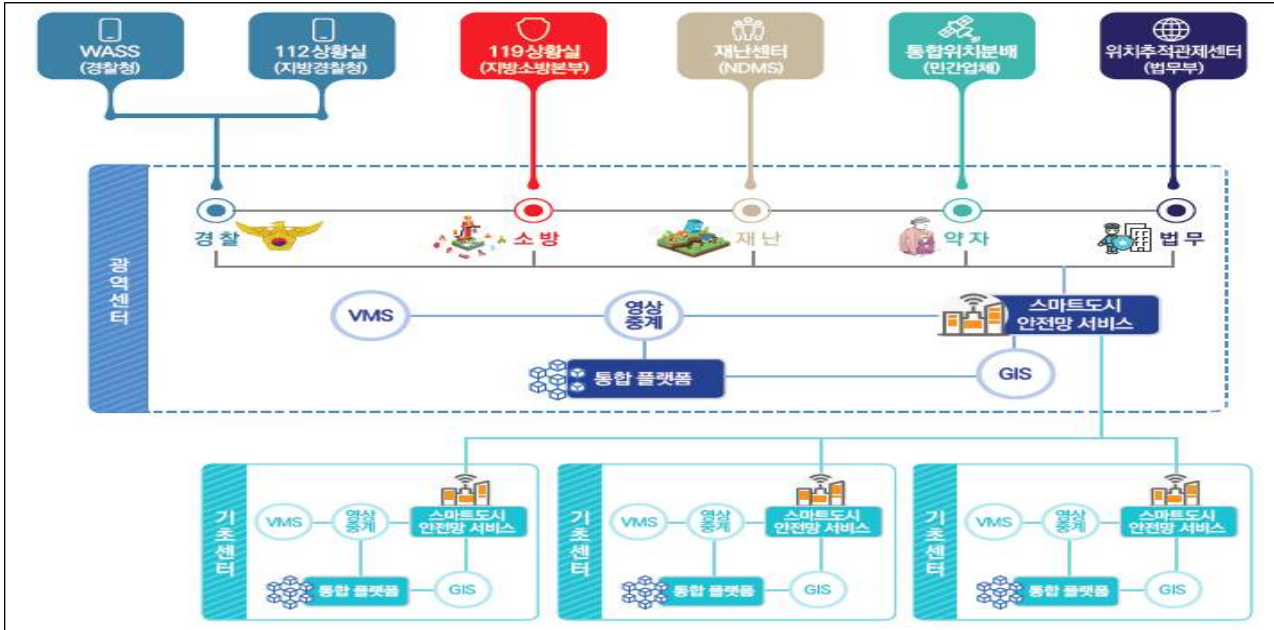 WASS
(경찰청)
112상황실
(지방경찰청)
119상황실
(지방소방본부)
재난센터
(NDMS)
통합위치분배
(민간업체)
위치추적관제센터
(법무부)
광역센터
경찰
소방
재난
약자
법무
VMS
영상
중계
스마트도시
안전망 서비스
통합 플랫폼
GIS
기초센터
VMS
영상
중계
스마트도시
안전망 서비스
통합 플랫폼
GIS
기초센터
VMS
영상
중계
스마트도시
안전망 서비스
통합 플랫폼
GIS
기초센터
VMS
영상
중계
스마트도시
안전망 서비스
통합 플랫폼
GIS